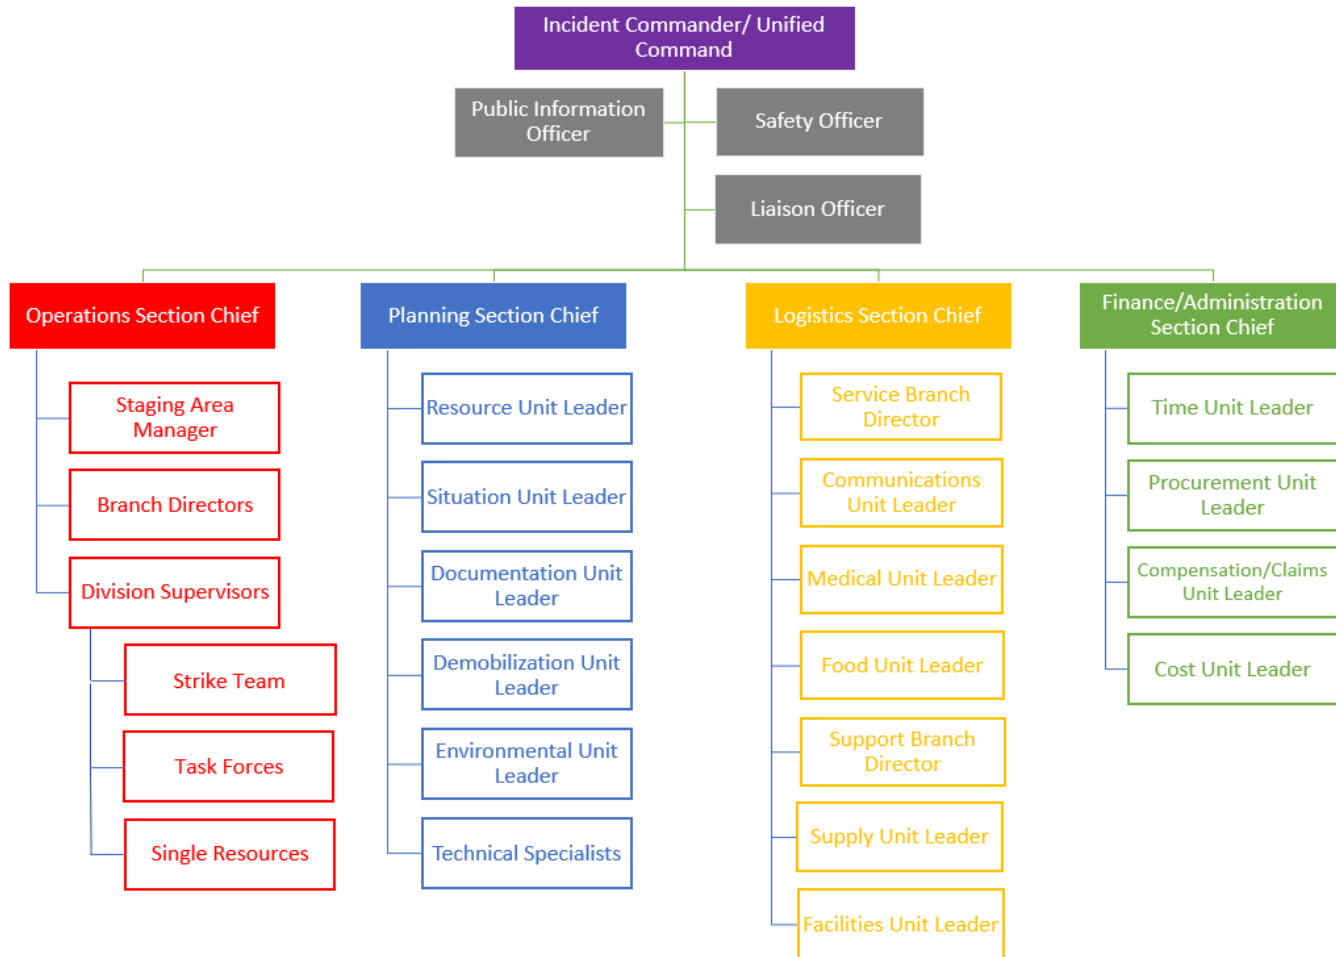 Incident Commander/ Unified
Command
Public Information
Officer
Safety Officer
Liaison Officer
Operations Section Chief
Staging Area
Manager
Branch Directors
Division Supervisors
Strike Team
Task Forces
Single Resources
Planning Section Chief
Resource Unit Leader
Situation Unit Leader
Documentation Unit
Leader
Demobilization Unit
Leader
Environmental Unit
Leader
Technical Specialists
Logistics Section Chief
Service Branch
Director
Communications
Unit Leader
Medical Unit Leader
Food Unit Leader
Support Branch
Director
Supply Unit Leader
Facilities Unit Leader
Finance/Administration
Section Chief
Time Unit Leader
Procurement Unit
Leader
Compensation/Claims
Unit Leader
Cost Unit Leader